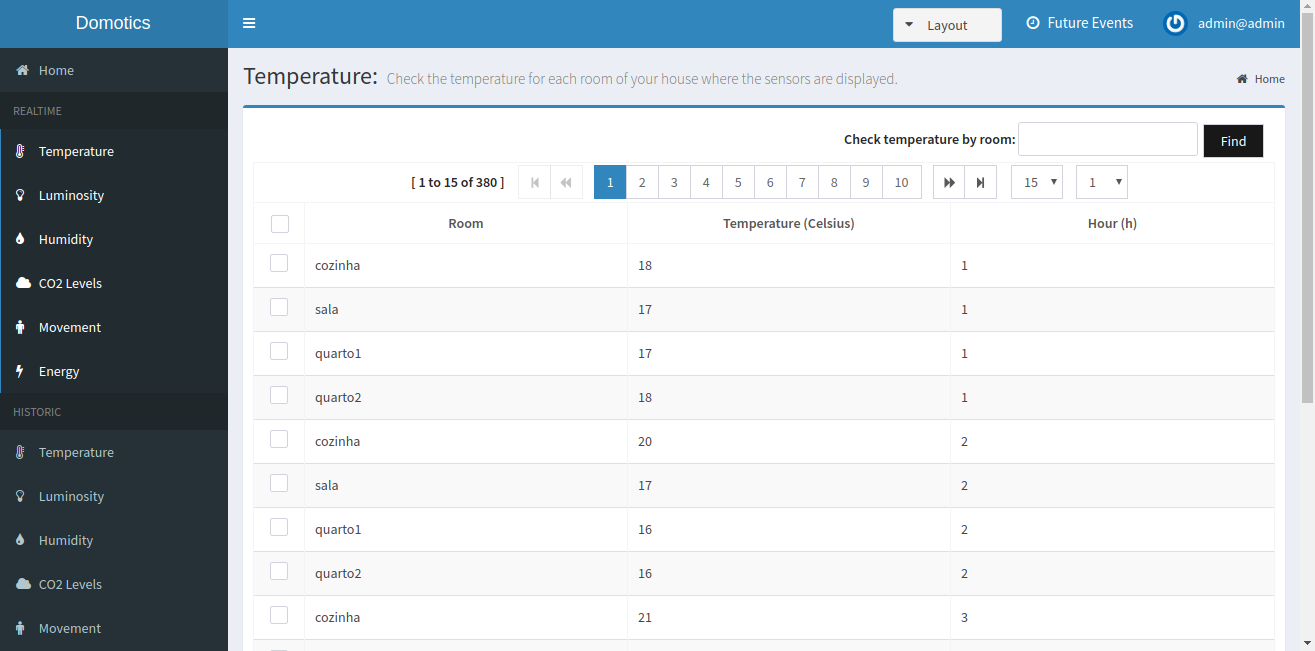 Domotics
Layout
Future Events
admin@admin
Home
REALTIME
Temperature
Luminosity
Humidity
CO2 Levels
Movement
Energy
HISTORIC
Temperature
Luminosity
Humidity
CO2 Levels
Movement
Temperature: Check the temperature for each room of your house where the sensors are displayed.
Home
Check temperature by room: Find
[ 1 to 15 of 380 ] 1 2 3 4 5 6 7 8 9 10 15 1
Room Temperature (Celsius) Hour (h)
cozinha 18 1
sala 17 1
quarto1 17 1
quarto2 18 1
cozinha 20 2
sala 17 2
quarto1 16 2
quarto2 16 2
cozinha 21 3